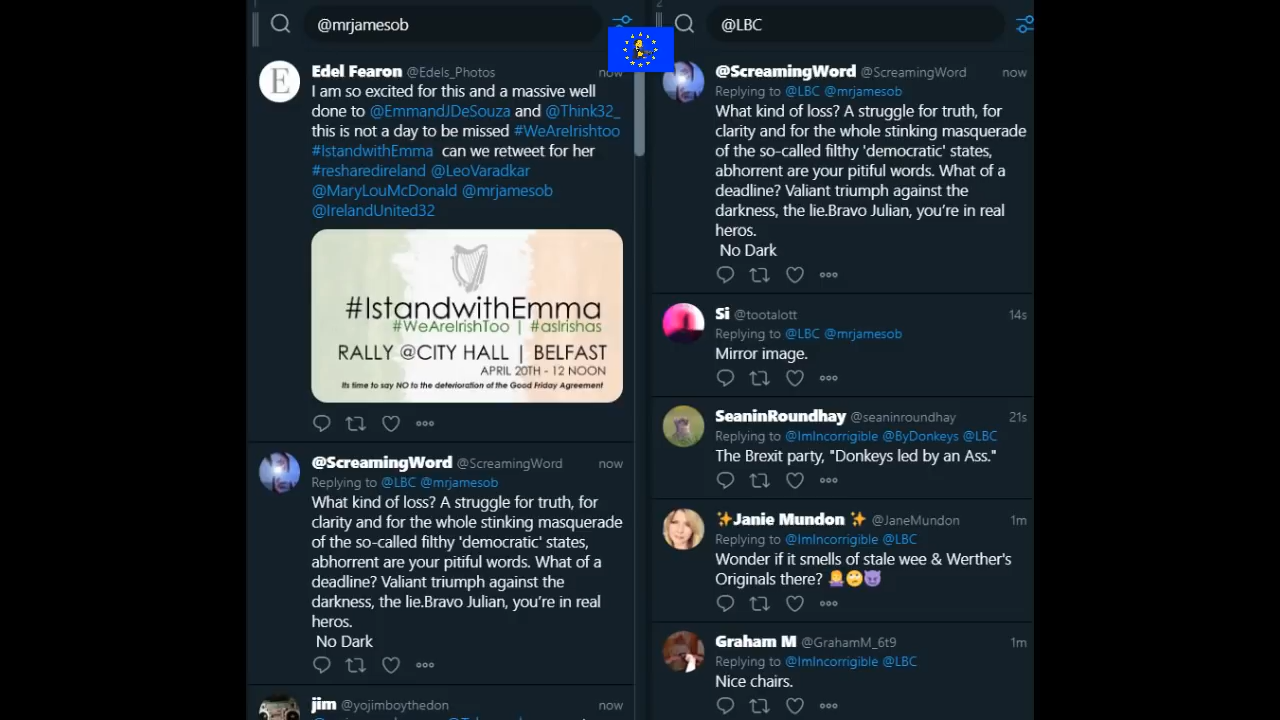 1
@mrjamesob
Edel Fearon @Edels_Photos now
I am so excited for this and a massive well
done to @EmmandJDeSouza and @Think32_
this is not a day to be missed #WeAreIrishtoo
#IstandwithEmma can we retweet for her
#resharedireland @LeoVaradkar
@MaryLouMcDonald @mrjamesob
@IrelandUnited32
#IstandwithEmma
#WeAreIrishToo | #asIrishas
RALLY @CITY HALL | BELFAST
APRIL 20TH - 12 NOON
Its time to say NO to the deterioration of the Good Friday Agreement
@ScreamingWord @ScreamingWord now
Replying to @LBC @mrjamesob
What kind of loss? A struggle for truth, for
clarity and for the whole stinking masquerade
of the so-called filthy 'democratic' states,
abhorrent are your pitiful words. What of a
deadline? Valiant triumph against the
darkness, the lie.Bravo Julian, you’re in real
heros.
No Dark
jim @yojimboythedon now
2
@LBC
@ScreamingWord @ScreamingWord now
Replying to @LBC @mrjamesob
What kind of loss? A struggle for truth, for
clarity and for the whole stinking masquerade
of the so-called filthy 'democratic' states,
abhorrent are your pitiful words. What of a
deadline? Valiant triumph against the
darkness, the lie.Bravo Julian, you’re in real
heros.
No Dark
Si @tootalott 14s
Replying to @LBC @mrjamesob
Mirror image.
SeaninRoundhay @seaninroundhay 21s
Replying to @ImIncorrigible @ByDonkeys @LBC
The Brexit party, "Donkeys led by an Ass."
✨Janie Mundon ✨ @JaneMundon 1m
Replying to @ImIncorrigible @LBC
Wonder if it smells of stale wee & Werther's
Originals there?
Graham M @GrahamM_6t9 1m
Replying to @ImIncorrigible @LBC
Nice chairs.